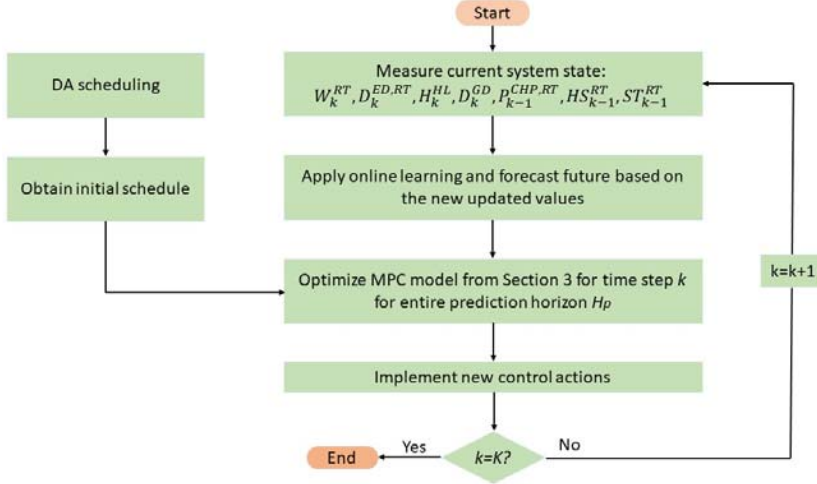 Start
DA scheduling
Obtain initial schedule
Measure current system state:
$W_k^{RT}, D_k^{ED,RT}, H_k^{HL}, D_k^{GD}, P_{k-1}^{CHP,RT}, HS_{k-1}^{RT}, ST_{k-1}^{RT}$
Apply online learning and forecast future based on
the new updated values
Optimize MPC model from Section 3 for time step k
for entire prediction horizon Hp
k=k+1
Implement new control actions
k=K?
Yes
No
End